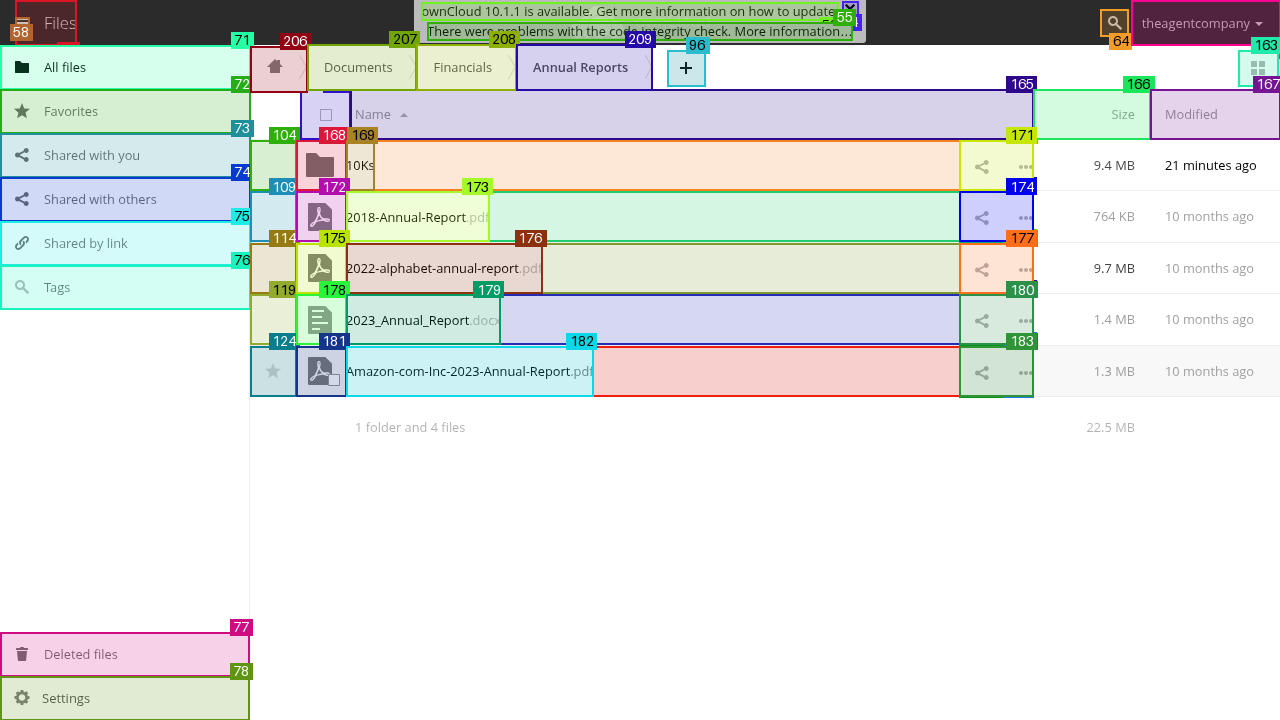 Files
ownCloud 10.1.1 is available. Get more information on how to update
There were problems with the code integrity check. More information...
theagentcompany
58
55
64
71
206
207
208
209
96
163
All files
Documents
Financials
Annual Reports
+
72
165
166
167
Favorites
Name
Size
Modified
73
104
168
169
171
Shared with you
10Ks
9.4 MB
21 minutes ago
74
109
172
173
174
Shared with others
2018-Annual-Report.pdf
764 KB
10 months ago
75
114
175
176
177
Shared by link
2022-alphabet-annual-report.pdf
9.7 MB
10 months ago
76
119
178
179
180
Tags
2023_Annual_Report.docx
1.4 MB
10 months ago
124
181
182
183
Amazon-com-Inc-2023-Annual-Report.pdf
1.3 MB
10 months ago
1 folder and 4 files
22.5 MB
77
Deleted files
78
Settings